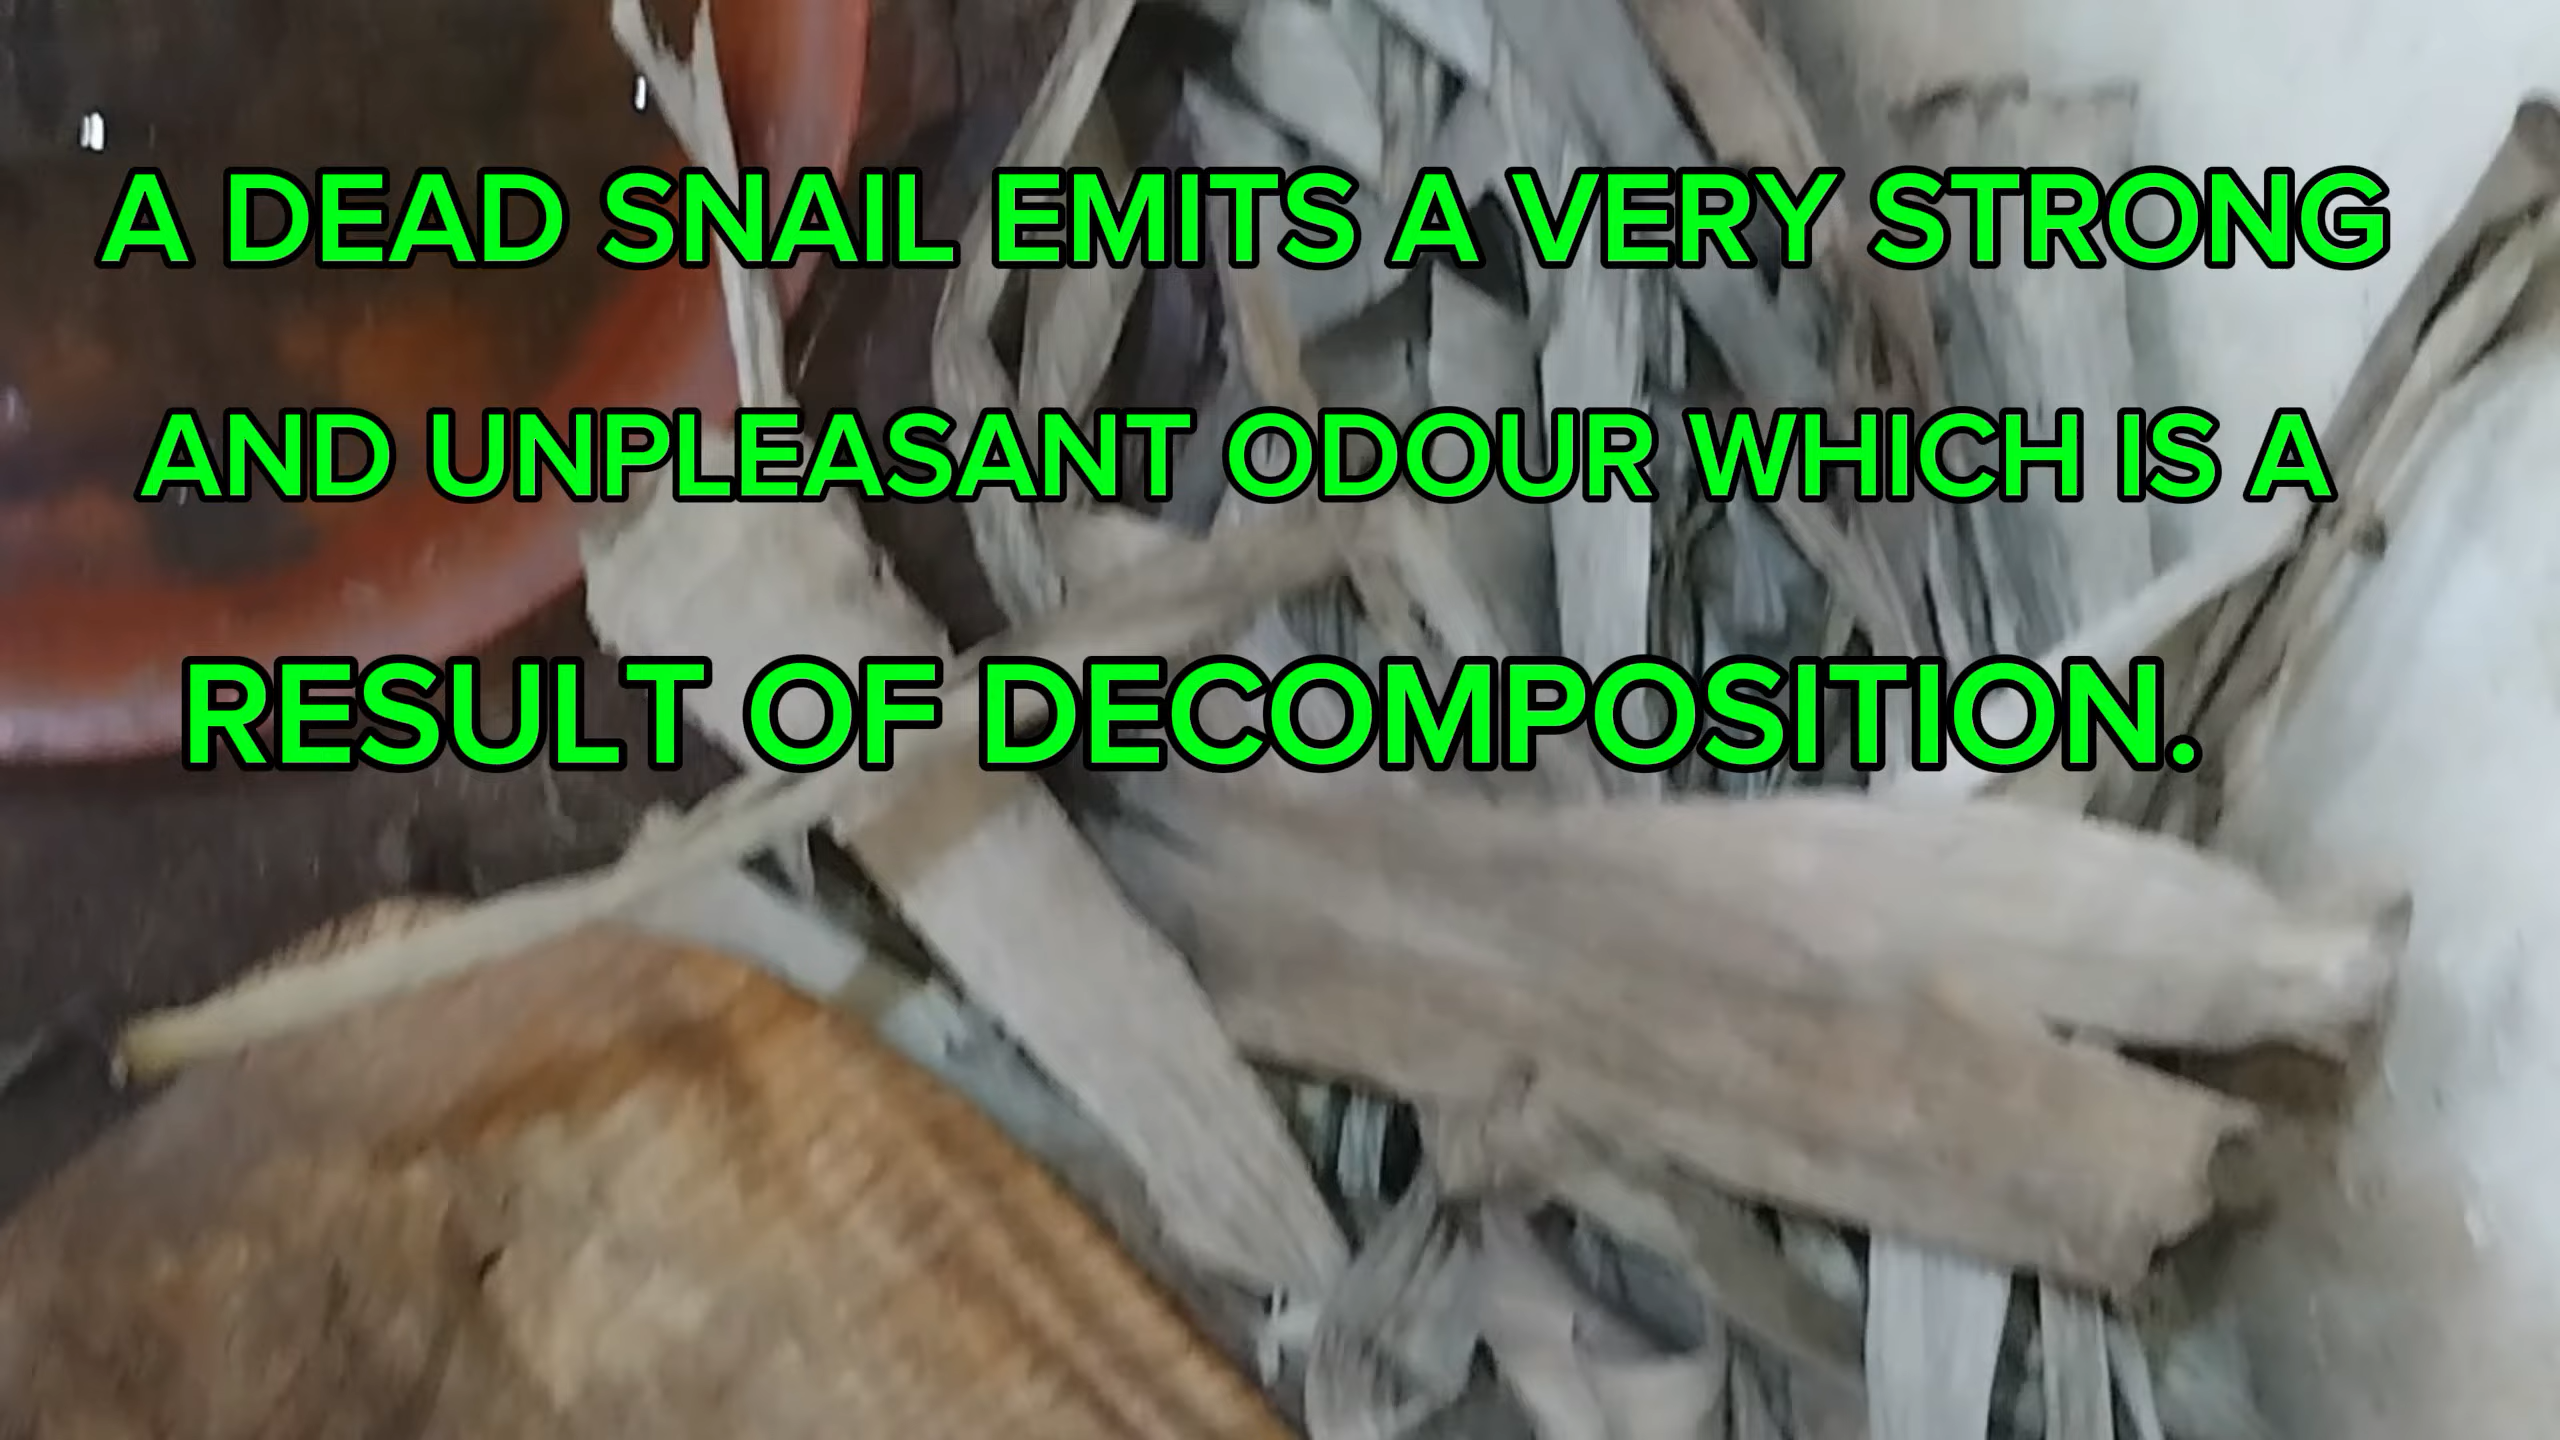 A DEAD SNAIL EMITS A VERY STRONG
AND UNPLEASANT ODOUR WHICH IS A
RESULT OF DECOMPOSITION.